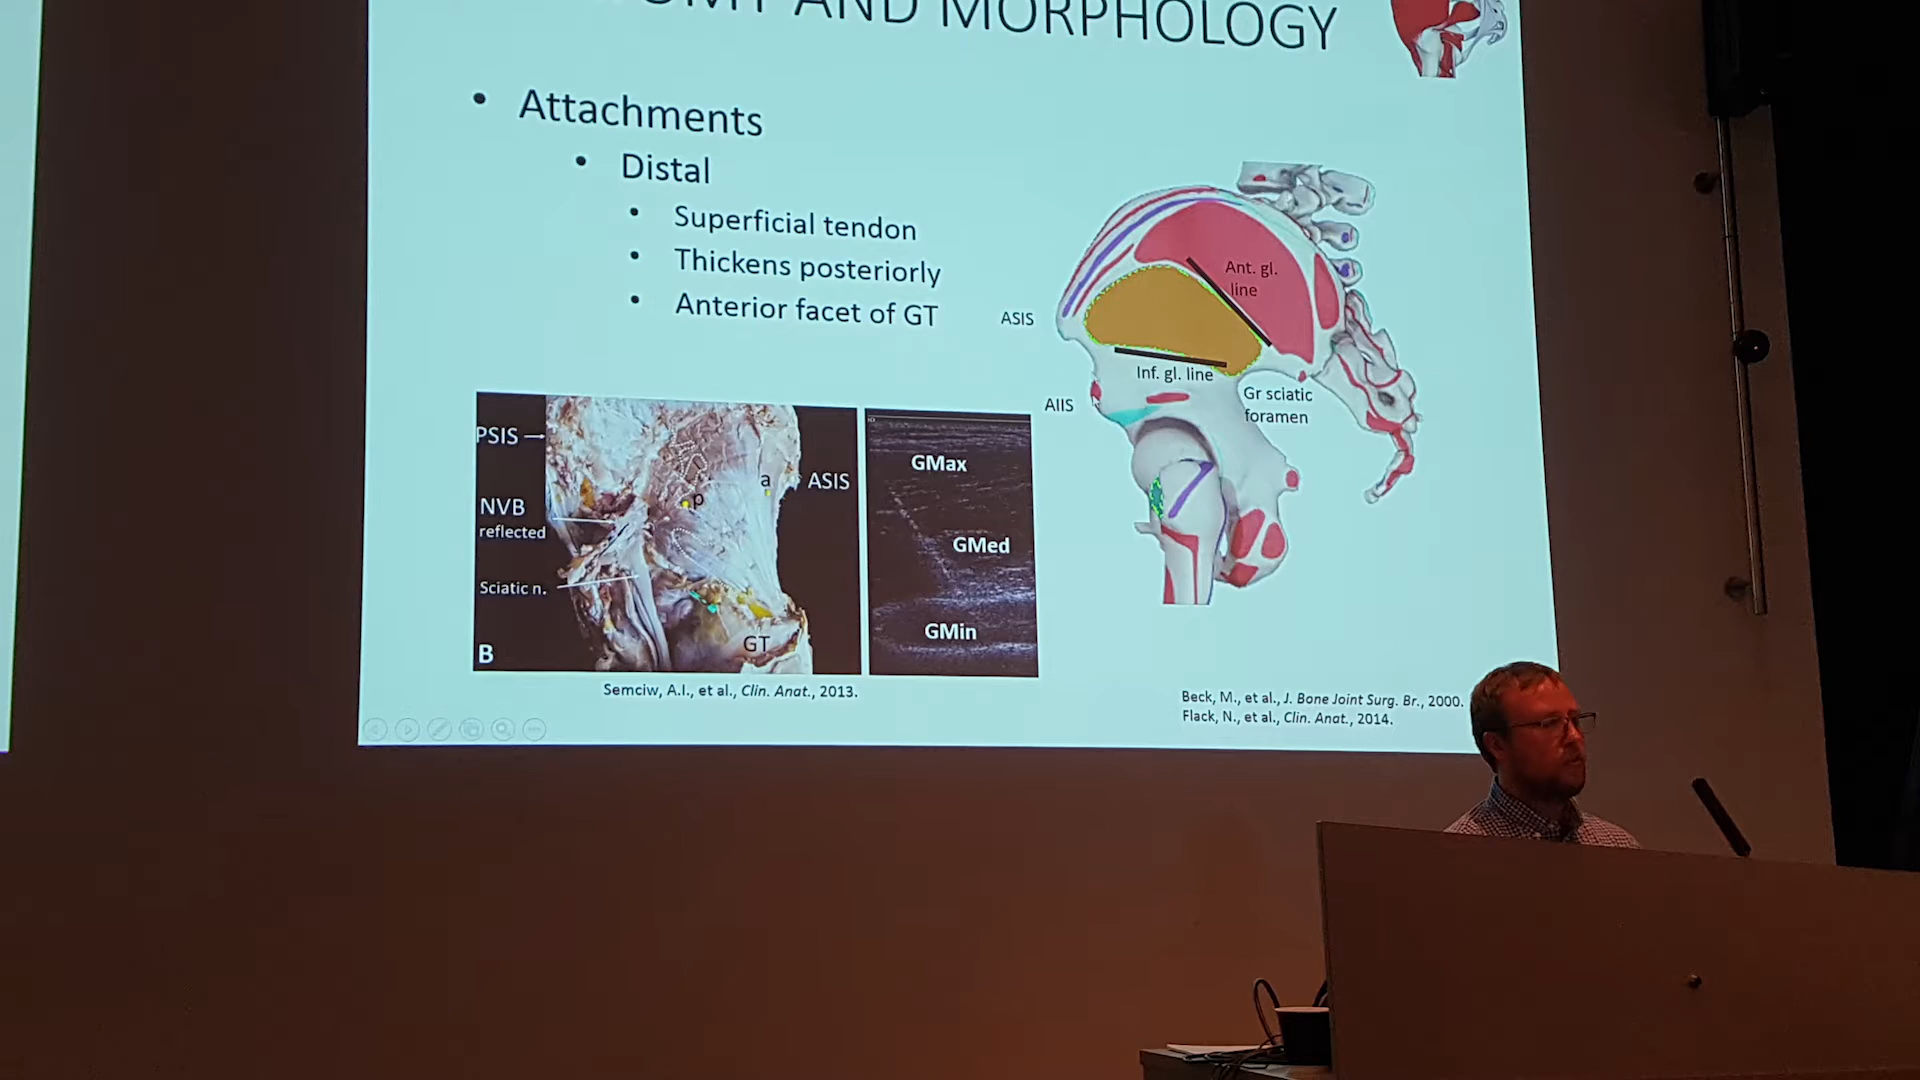 AND MORPHOLOGY
• Attachments
• Distal
• Superficial tendon
• Thickens posteriorly
• Anterior facet of GT
ASIS
Ant. gl.
line
Inf. gl. line
AIIS
Gr sciatic
foramen
PSIS
NVB
reflected
Sciatic n.
B
p
a
ASIS
GT
GMax
GMed
GMin
Semciw, A.I., et al., Clin. Anat., 2013.
Beck, M., et al., J. Bone Joint Surg. Br., 2000.
Flack, N., et al., Clin. Anat., 2014.